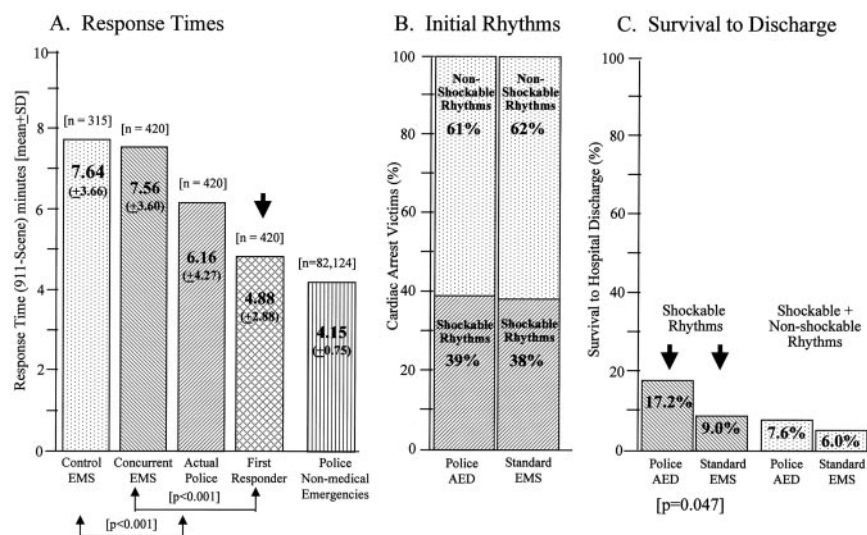 A. Response Times
Response Time (911-Scene) minutes [mean±SD]
10
8
6
4
2
0
[n = 315]
7.64
(±3.66)
[n = 420]
7.56
(±3.60)
[n = 420]
6.16
(±4.27)
[n = 420]
4.88
(±2.88)
[n=82,124]
4.15
(±0.75)
Control
EMS
Concurrent
EMS
Actual
Police
First
Responder
Police
Non-medical
Emergencies
[p<0.001]
[p<0.001]
B. Initial Rhythms
Cardiac Arrest Victims (%)
100
80
60
40
20
0
Non-
Shockable
Rhythms
61%
Non-
Shockable
Rhythms
62%
Shockable
Rhythms
39%
Shockable
Rhythms
38%
Police
AED
Standard
EMS
C. Survival to Discharge
Survival to Hospital Discharge (%)
100
80
60
40
20
0
Shockable
Rhythms
Shockable +
Non-shockable
Rhythms
17.2%
9.0%
7.6%
6.0%
Police
AED
Standard
EMS
Police
AED
Standard
EMS
[p=0.047]